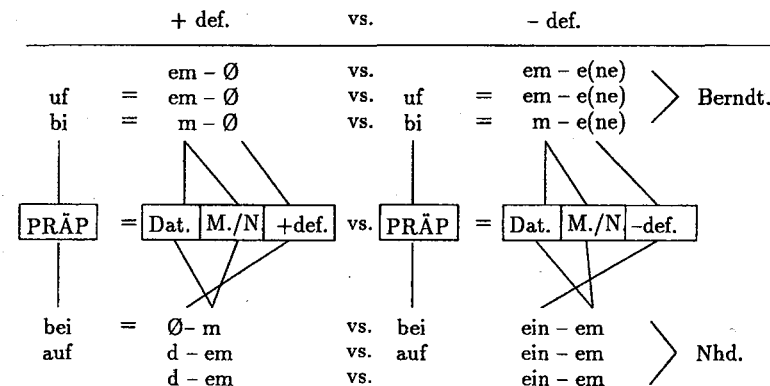 + def. vs. – def.
em – Ø vs. em – e(ne)
uf = em – Ø vs. uf = em – e(ne) Berndt.
bi = m – Ø vs. bi = m – e(ne)
PRÄP = Dat. M./N +def. vs. PRÄP = Dat. M./N –def.
bei = Ø– m vs. bei ein – em
auf d – em vs. auf ein – em Nhd.
d – em vs. ein – em